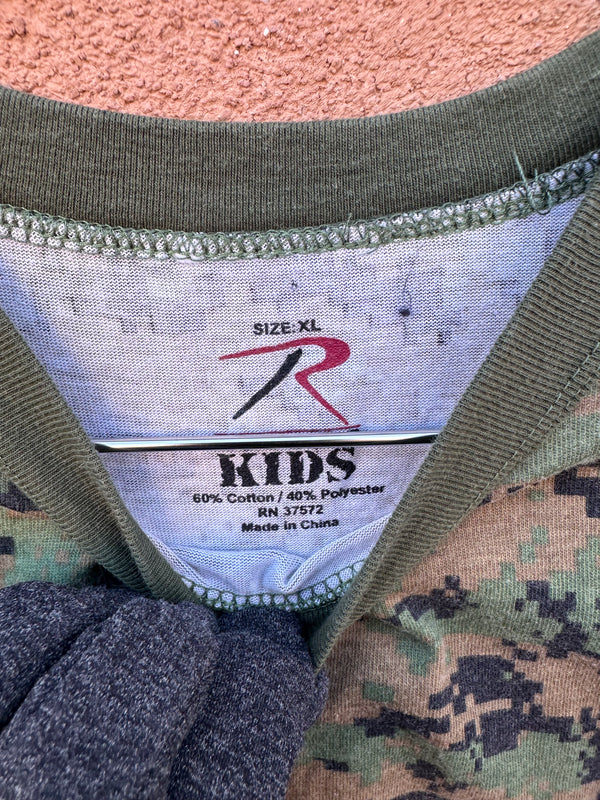 SIZE: XL
R
KIDS
60% Cotton / 40% Polyester
RN 37572
Made in China